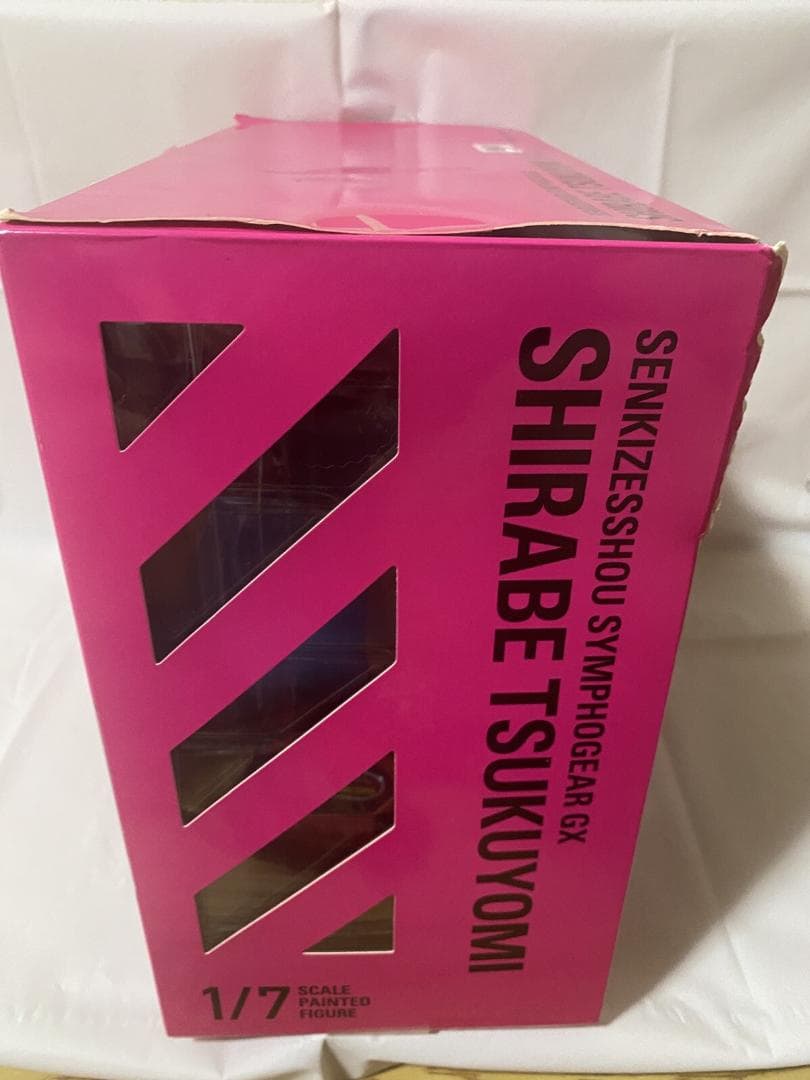 SENKIZESSHOU SYMPHOGEAR GX
SHIRABE TSUKUYOMI
1/7 SCALE
PAINTED
FIGURE